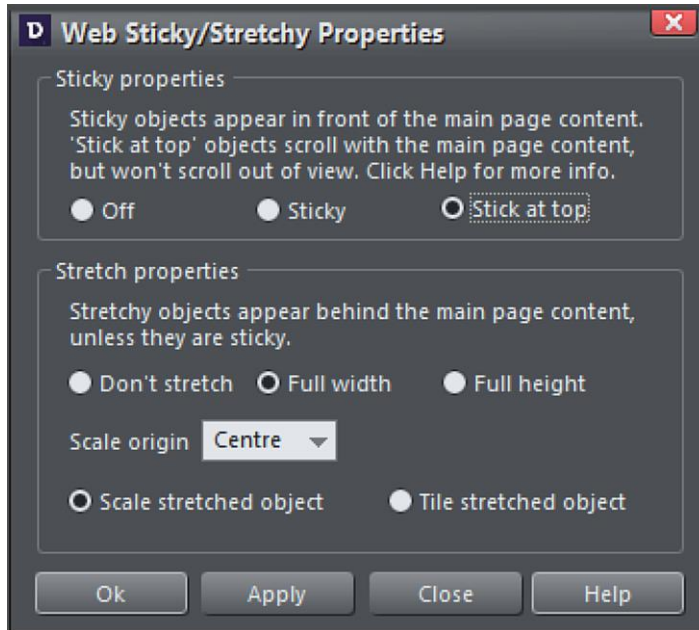 D Web Sticky/Stretchy Properties
Sticky properties
Sticky objects appear in front of the main page content.
'Stick at top' objects scroll with the main page content,
but won't scroll out of view. Click Help for more info.
Off Sticky Stick at top
Stretch properties
Stretchy objects appear behind the main page content,
unless they are sticky.
Don't stretch Full width Full height
Scale origin Centre
Scale stretched object Tile stretched object
Ok Apply Close Help